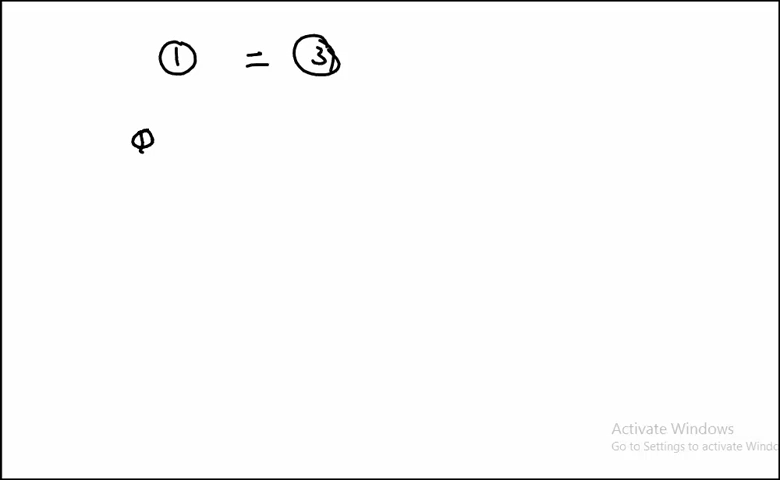 ① = ③
Φ
Activate Windows
Go to Settings to activate Windo